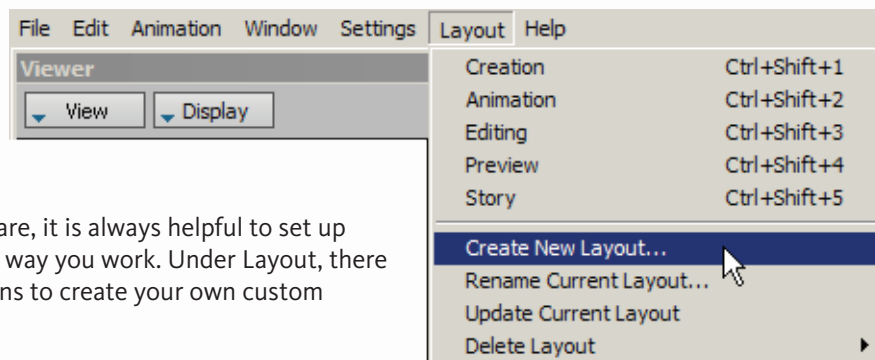 File Edit Animation Window Settings Layout Help
Viewer
View Display
Creation Ctrl+Shift+1
Animation Ctrl+Shift+2
Editing Ctrl+Shift+3
Preview Ctrl+Shift+4
Story Ctrl+Shift+5
Create New Layout...
Rename Current Layout...
Update Current Layout
Delete Layout
are, it is always helpful to set up
way you work. Under Layout, there
ns to create your own custom